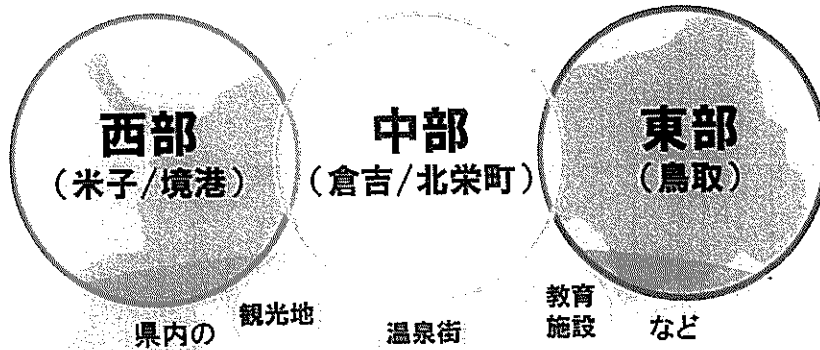 西部
(米子/境港)
中部
(倉吉/北栄町)
東部
(鳥取)
県内の
観光地
温泉街
教育
施設
など